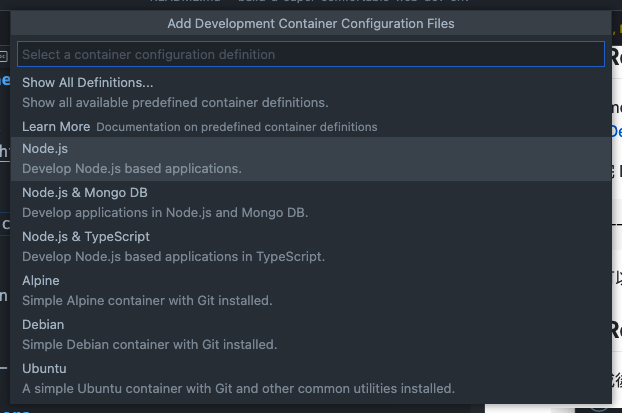 Add Development Container Configuration Files
Select a container configuration definition
Show All Definitions...
Show all available predefined container definitions.
Learn More Documentation on predefined container definitions
Node.js
Develop Node.js based applications.
Node.js & Mongo DB
Develop applications in Node.js and Mongo DB.
Node.js & TypeScript
Develop Node.js based applications in TypeScript.
Alpine
Simple Alpine container with Git installed.
Debian
Simple Debian container with Git installed.
Ubuntu
A simple Ubuntu container with Git and other common utilities installed.